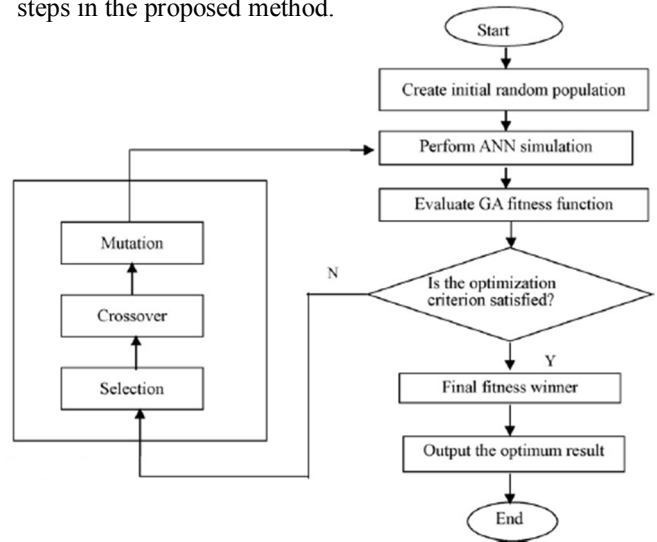 steps in the proposed method.
Start
Create initial random population
Perform ANN simulation
Evaluate GA fitness function
Is the optimization
criterion satisfied?
N
Y
Mutation
Crossover
Selection
Final fitness winner
Output the optimum result
End